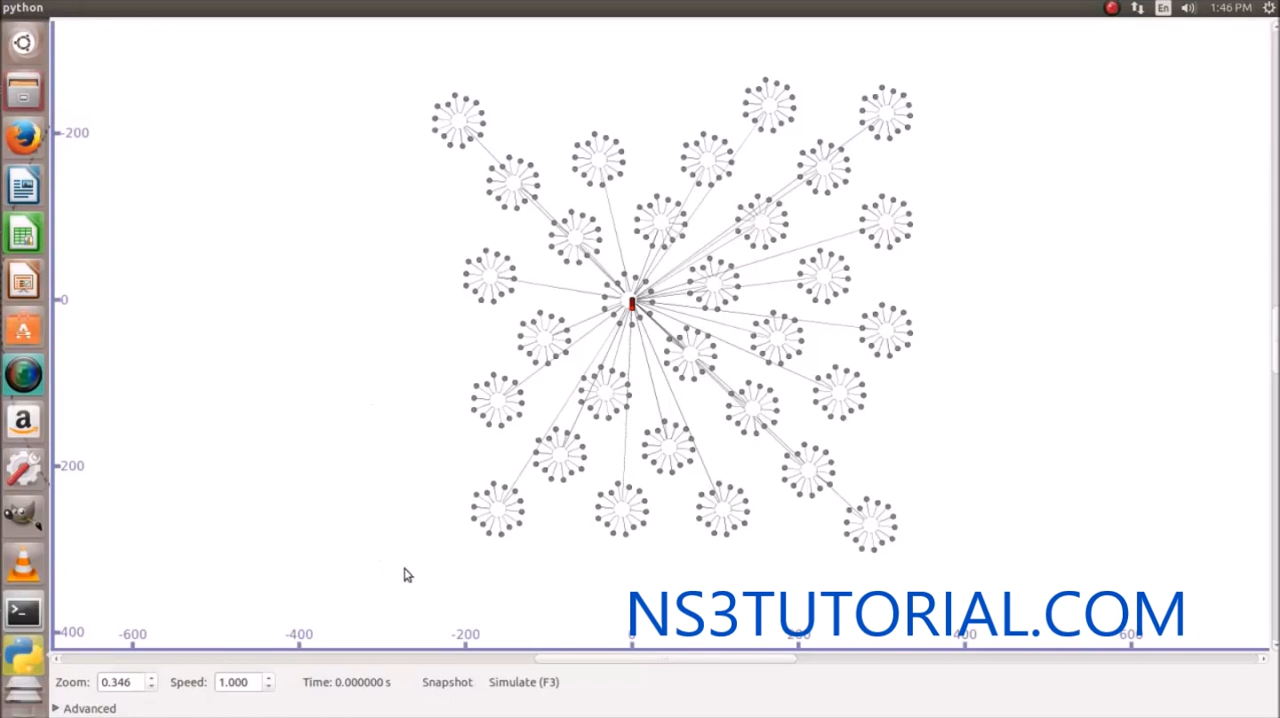 python
En
1:46 PM
-200
0
200
400
-600
-400
-200
0
200
400
600
NS3TUTORIAL.COM
Zoom: 0.346 Speed: 1.000 Time: 0.000000 s Snapshot Simulate (F3)
Advanced